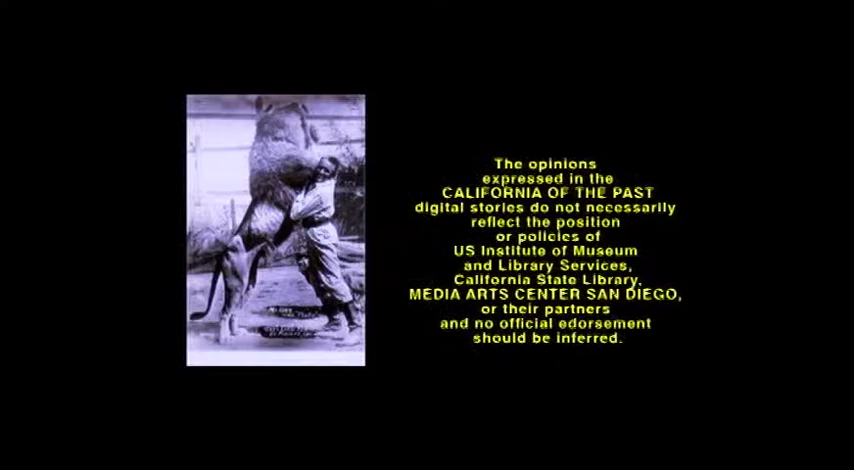 The opinions
expressed in the
CALIFORNIA OF THE PAST
digital stories do not necessarily
reflect the position
or policies of
US Institute of Museum
and Library Services,
California State Library,
MEDIA ARTS CENTER SAN DIEGO,
or their partners
and no official edorsement
should be inferred.